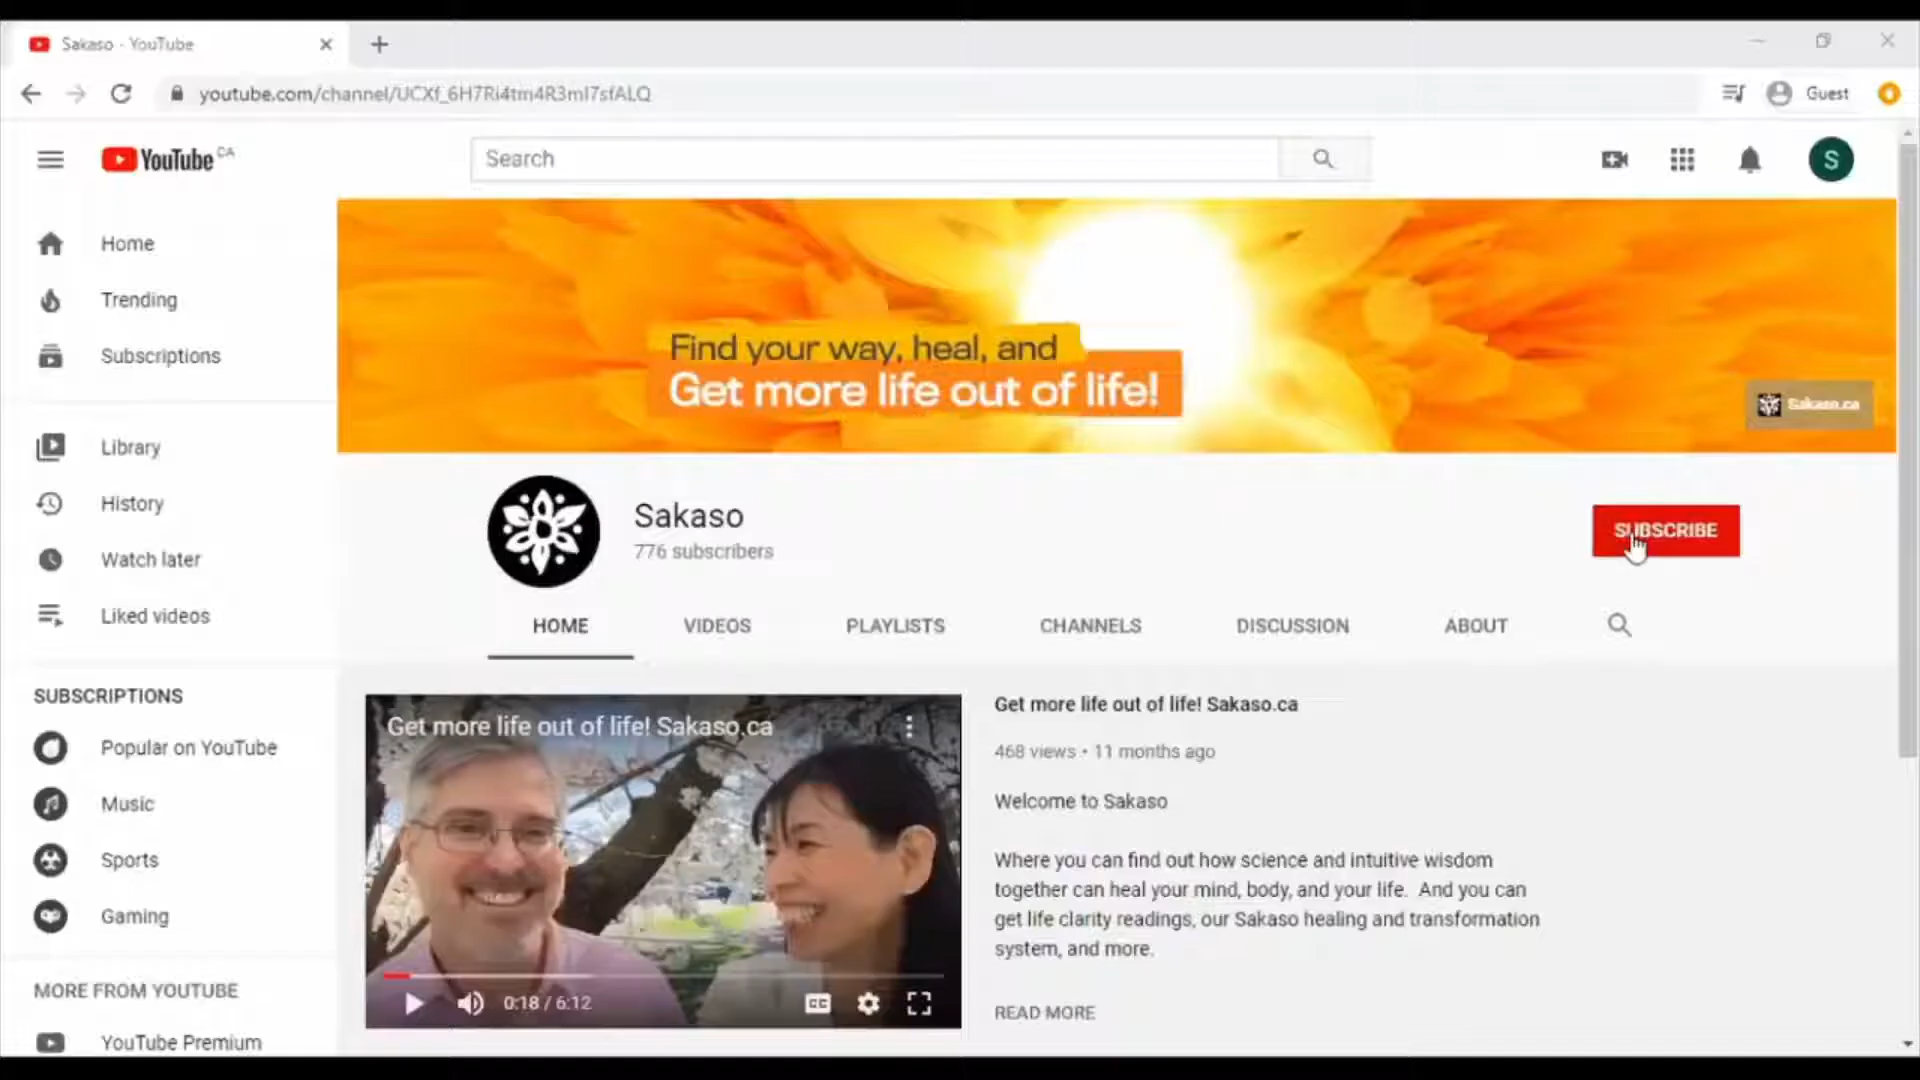 Sakaso - YouTube
youtube.com/channel/UCXf_6H7Ri4tm4R3mI7sfALQ
Guest
YouTube CA
Search
S
Home
Trending
Subscriptions
Library
History
Watch later
Liked videos
SUBSCRIPTIONS
Popular on YouTube
Music
Sports
Gaming
MORE FROM YOUTUBE
YouTube Premium
Find your way, heal, and
Get more life out of life!
Sakaso.ca
Sakaso
776 subscribers
SUBSCRIBE
HOME VIDEOS PLAYLISTS CHANNELS DISCUSSION ABOUT
Get more life out of life! Sakaso.ca
0:18 / 6:12
CC
Get more life out of life! Sakaso.ca
468 views • 11 months ago
Welcome to Sakaso
Where you can find out how science and intuitive wisdom
together can heal your mind, body, and your life. And you can
get life clarity readings, our Sakaso healing and transformation
system, and more.
READ MORE